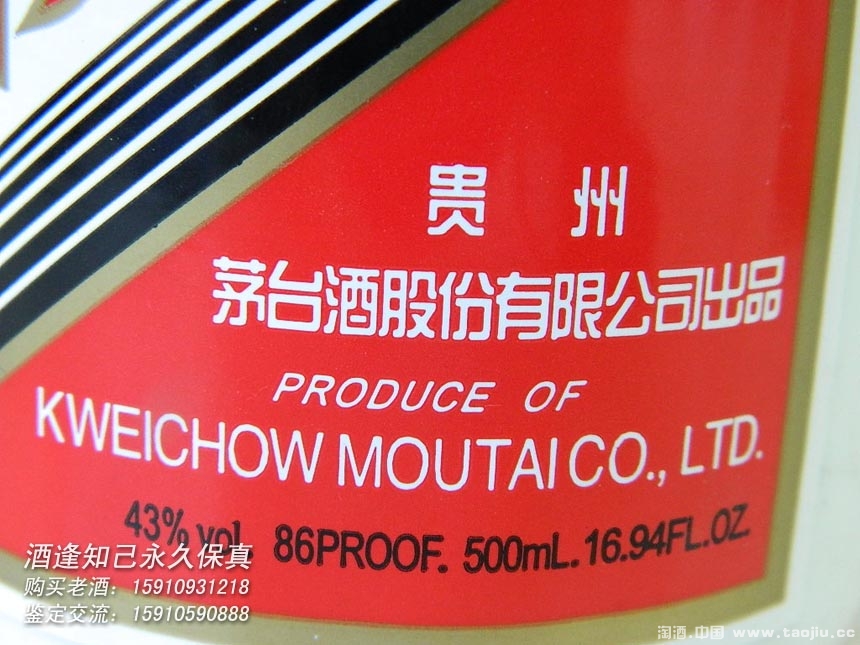 贵 州
茅台酒股份有限公司出品
PRODUCE OF
KWEICHOW MOUTAI CO., LTD.
43% vol. 86PROOF. 500mL. 16.94FL.OZ.
酒逢知己永久保真
购买老酒：15910931218
鉴定交流：15910590888
淘酒.中国 www.taojiu.cc